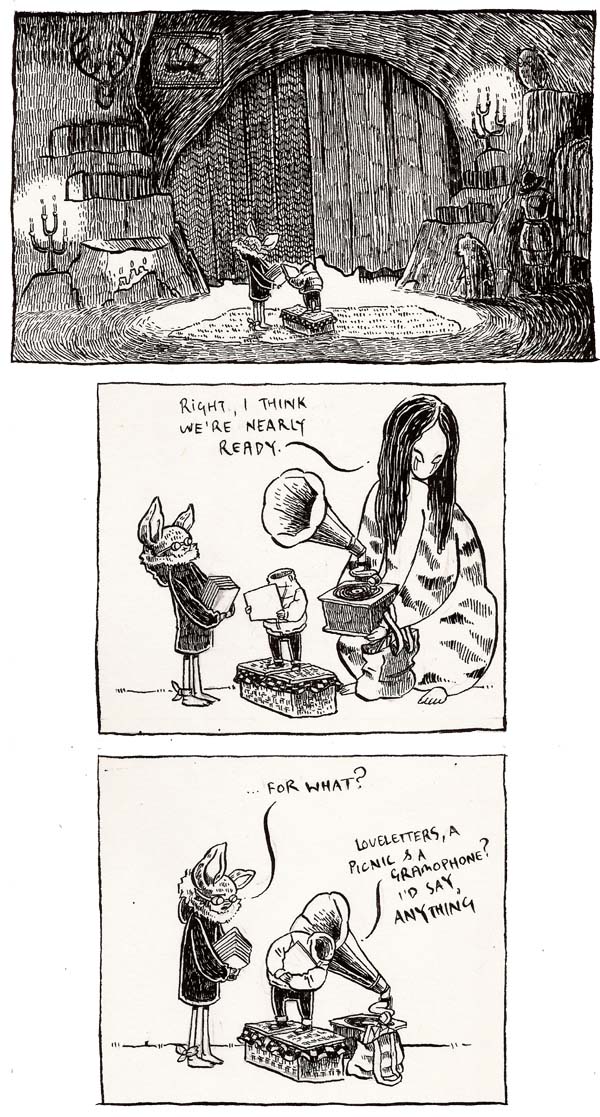 RIGHT, I THINK
WE'RE NEARLY
READY.
... FOR WHAT?
LOVELETTERS, A
PICNIC & A
GRAMOPHONE?
I'D SAY,
ANYTHING